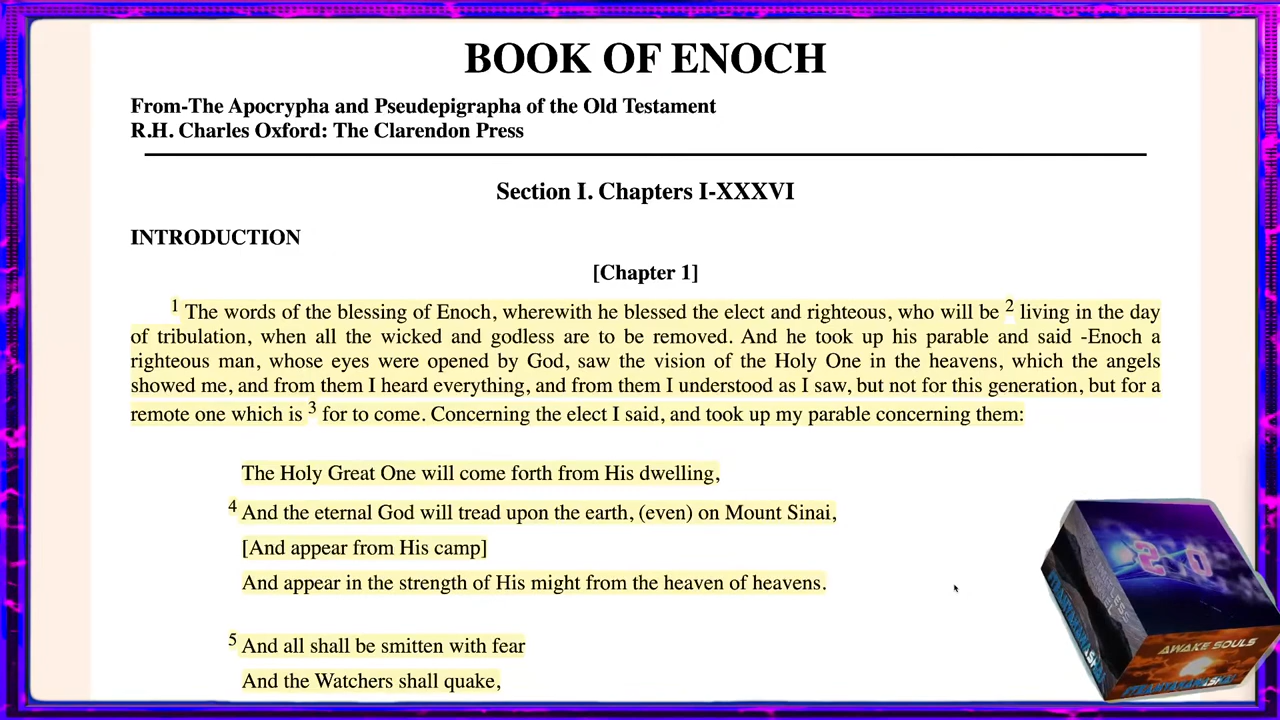 BOOK OF ENOCH
From-The Apocrypha and Pseudepigrapha of the Old Testament
R.H. Charles Oxford: The Clarendon Press
Section I. Chapters I-XXXVI
INTRODUCTION
[Chapter 1]
1 The words of the blessing of Enoch, wherewith he blessed the elect and righteous, who will be 2 living in the day
of tribulation, when all the wicked and godless are to be removed. And he took up his parable and said -Enoch a
righteous man, whose eyes were opened by God, saw the vision of the Holy One in the heavens, which the angels
showed me, and from them I heard everything, and from them I understood as I saw, but not for this generation, but for a
remote one which is 3 for to come. Concerning the elect I said, and took up my parable concerning them:
The Holy Great One will come forth from His dwelling,
4 And the eternal God will tread upon the earth, (even) on Mount Sinai,
[And appear from His camp]
And appear in the strength of His might from the heaven of heavens.
5 And all shall be smitten with fear
And the Watchers shall quake,
AWAKE SOULS